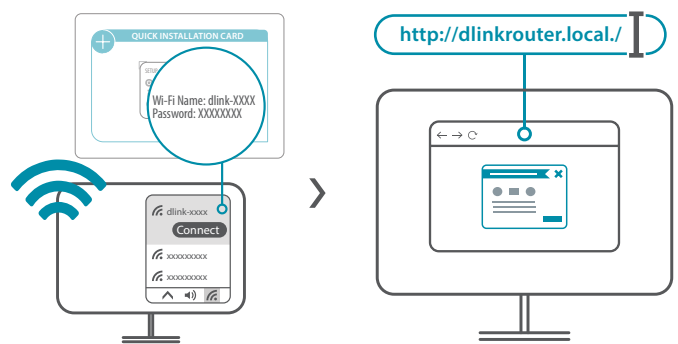 QUICK INSTALLATION CARD
Wi-Fi Name: dlink-XXXX
Password: XXXXXXXX
dlink-xxxx
Connect
xxxxxxxxx
xxxxxxxxx
http://dlinkrouter.local./